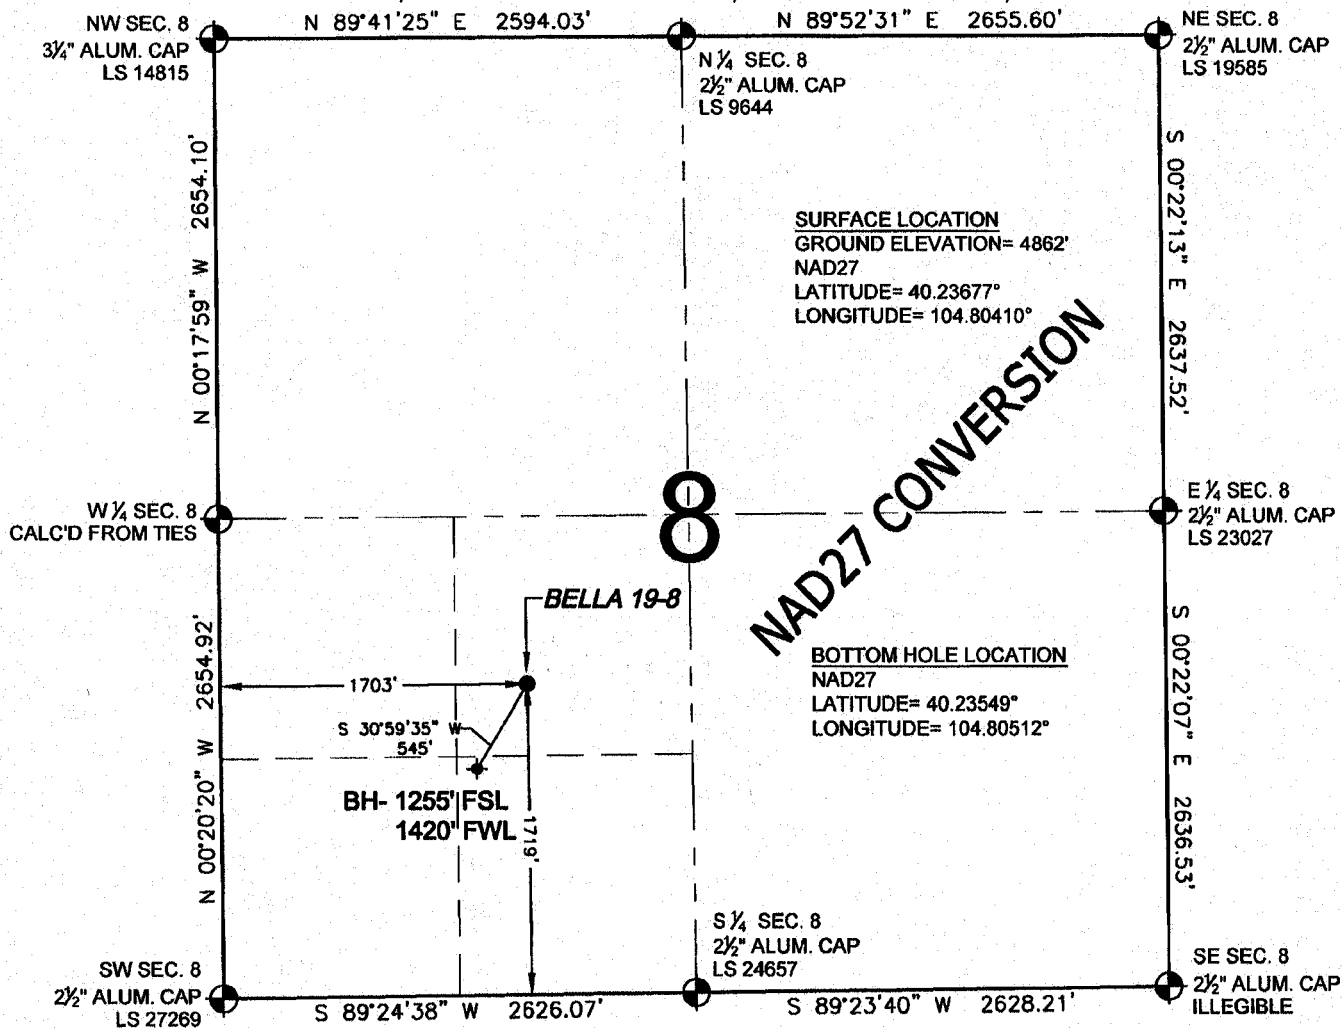 NW SEC. 8
3¼" ALUM. CAP
LS 14815
N 89°41'25" E 2594.03'
N 89°52'31" E 2655.60'
NE SEC. 8
2½" ALUM. CAP
LS 19585
N ¼ SEC. 8
2½" ALUM. CAP
LS 9644
N 00°17'59" W 2654.10'
S 00°22'13" E 2637.52'
SURFACE LOCATION
GROUND ELEVATION= 4862'
NAD27
LATITUDE= 40.23677°
LONGITUDE= 104.80410°
NAD27 CONVERSION
W ¼ SEC. 8
CALC'D FROM TIES
8
E ¼ SEC. 8
2½" ALUM. CAP
LS 23027
BELLA 19-8
N 00°20'20" W 2654.92'
1703'
S 30°59'35" W
545'
BH- 1255' FSL
1420' FWL
1719'
BOTTOM HOLE LOCATION
NAD27
LATITUDE= 40.23549°
LONGITUDE= 104.80512°
S 00°22'07" E 2636.53'
SW SEC. 8
2½" ALUM. CAP
LS 27269
S 89°24'38" W 2626.07'
S ¼ SEC. 8
2½" ALUM. CAP
LS 24657
S 89°23'40" W 2628.21'
SE SEC. 8
2½" ALUM. CAP
ILLEGIBLE